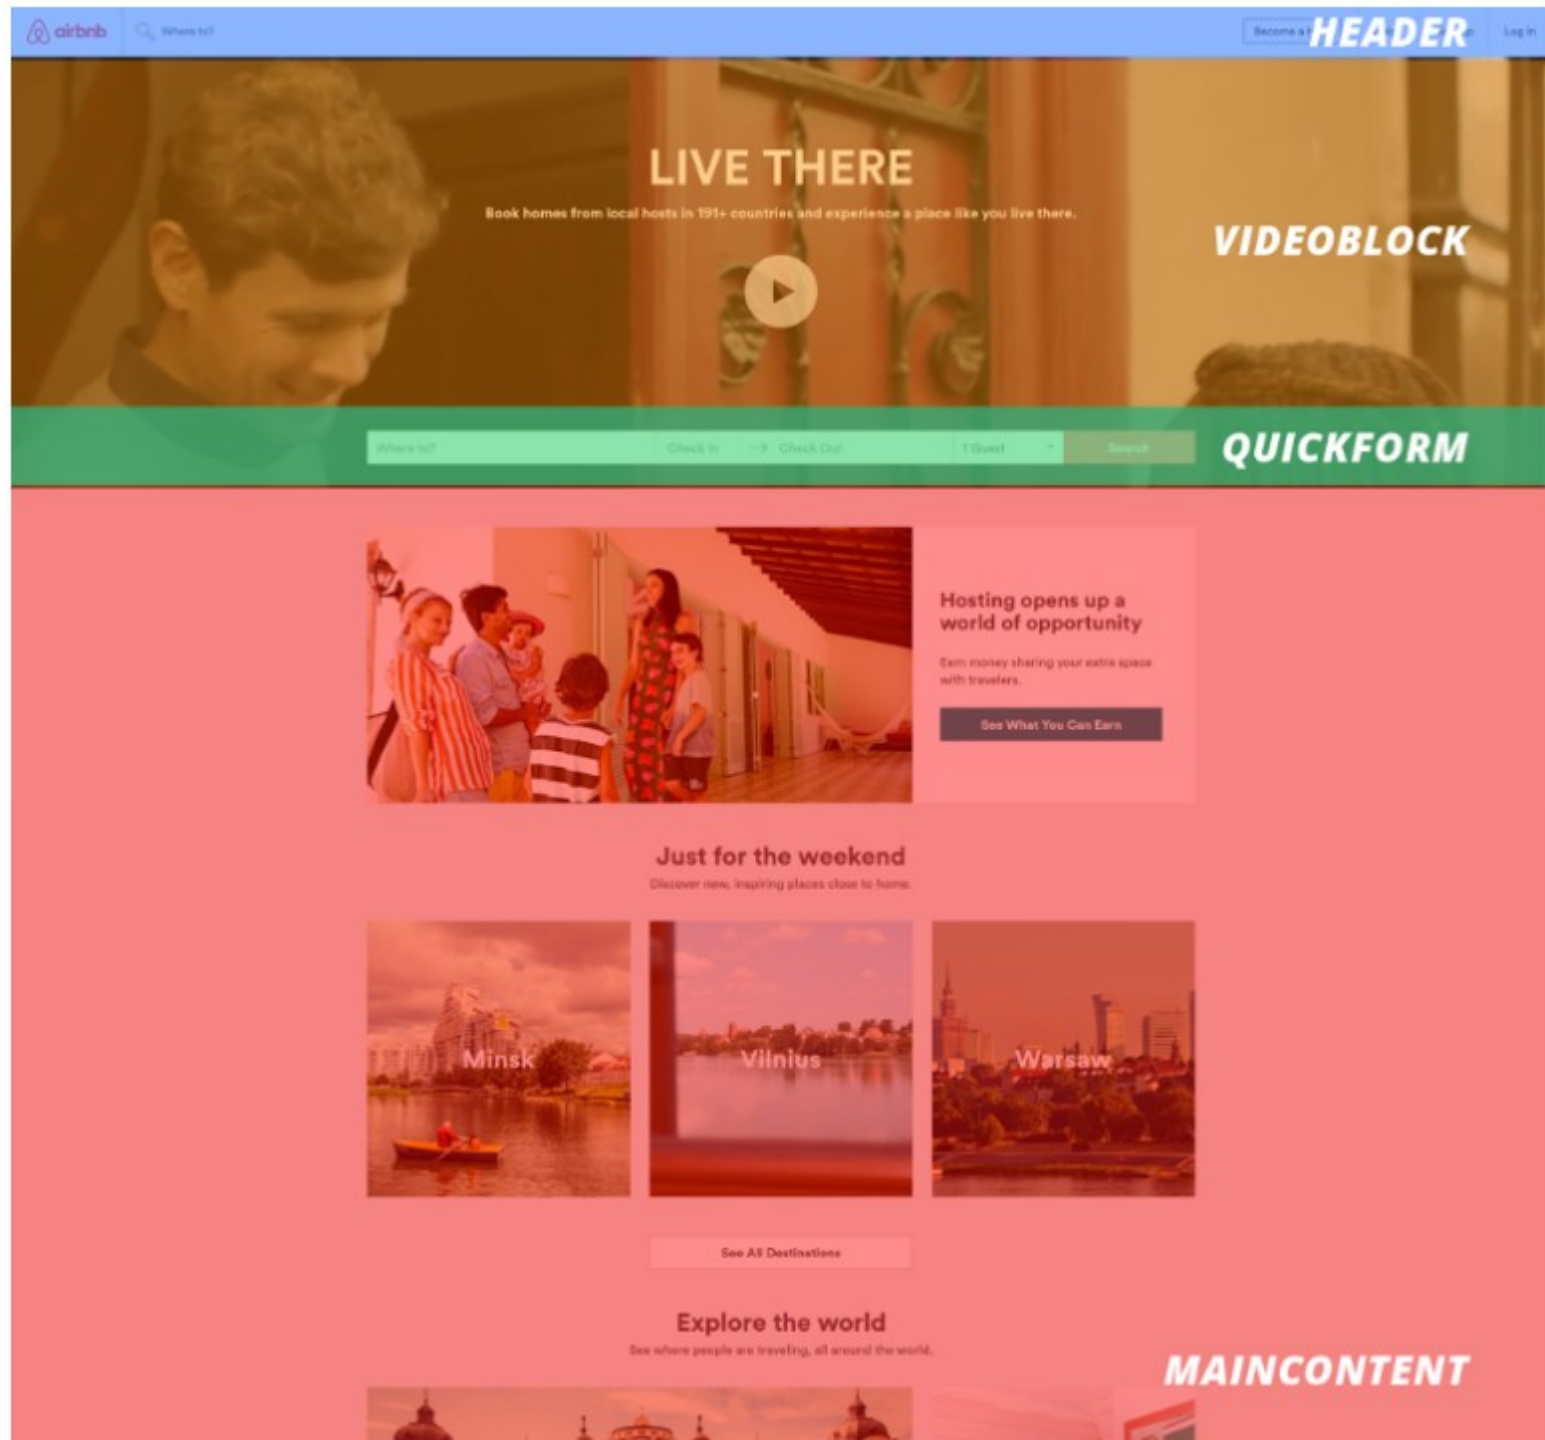 airbnb
Where to?
Become a
HEADER
Log In
LIVE THERE
Book homes from local hosts in 191+ countries and experience a place like you live there.
VIDEOBLOCK
Where to?
Check In
Check Out
1 Guest
Search
QUICKFORM
Hosting opens up a
world of opportunity
Earn money sharing your extra space
with travelers.
See What You Can Earn
Just for the weekend
Discover new, inspiring places close to home.
Minsk
Vilnius
Warsaw
See All Destinations
Explore the world
See where people are traveling, all around the world.
MAINCONTENT